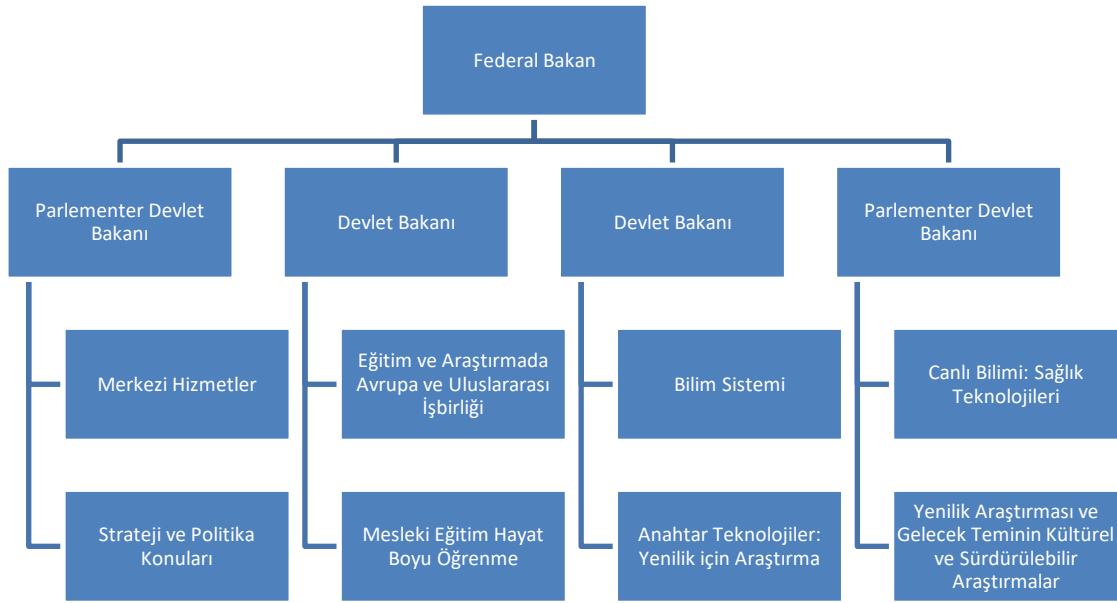 Federal Bakan
Parlementer Devlet
Bakanı
Devlet Bakanı
Devlet Bakanı
Parlementer Devlet
Bakanı
Merkezi Hizmetler
Eğitim ve Araştırmada
Avrupa ve Uluslararası
İşbirliği
Bilim Sistemi
Canlı Bilimi: Sağlık
Teknolojileri
Strateji ve Politika
Konuları
Mesleki Eğitim Hayat
Boyu Öğrenme
Anahtar Teknolojiler:
Yenilik için Araştırma
Yenilik Araştırması ve
Gelecek Teminin Kültürel
ve Sürdürülebilir
Araştırmalar